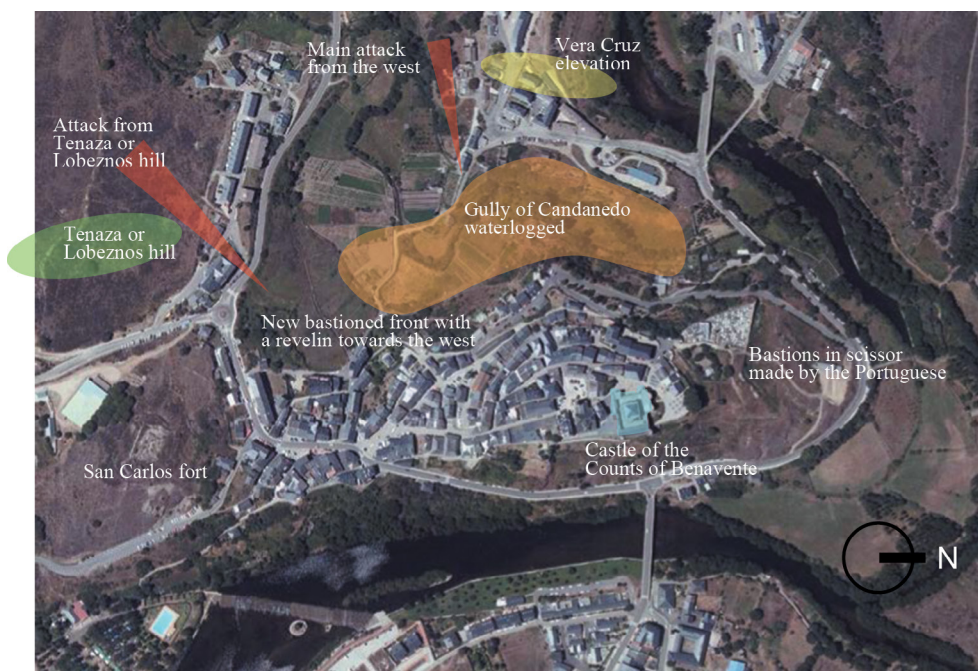 Main attack
from the west
Vera Cruz
elevation
Attack from
Tenaza or
Lobeznos hill
Gully of Candanedo
waterlogged
Tenaza or
Lobeznos hill
New bastioned front with
a revelin towards the west
Bastions in scissor
made by the Portuguese
Castle of the
Counts of Benavente
San Carlos fort
N